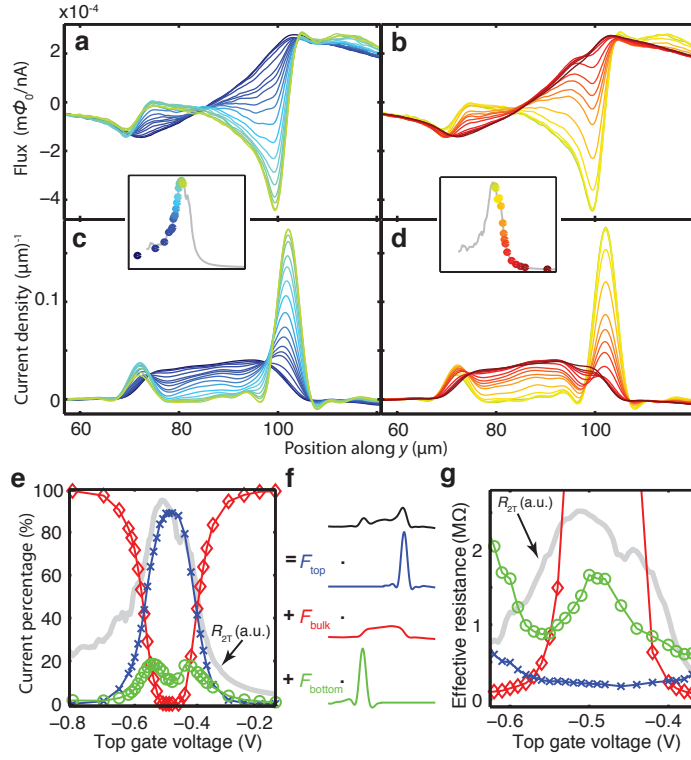 ×10⁻⁴
a
b
2
0
−2
−4
Flux (mΦ₀/nA)
c
d
0.1
0
Current density (μm)⁻¹
60
80
100
60
80
100
Position along y (μm)
e
f
g
100
80
60
40
20
0
Current percentage (%)
R2T (a.u.)
−0.8
−0.6
−0.4
−0.2
Top gate voltage (V)
= Ftop ·
+ Fbulk ·
+ Fbottom ·
R2T (a.u.)
2
1
0
Effective resistance (MΩ)
−0.6
−0.5
−0.4
Top gate voltage (V)